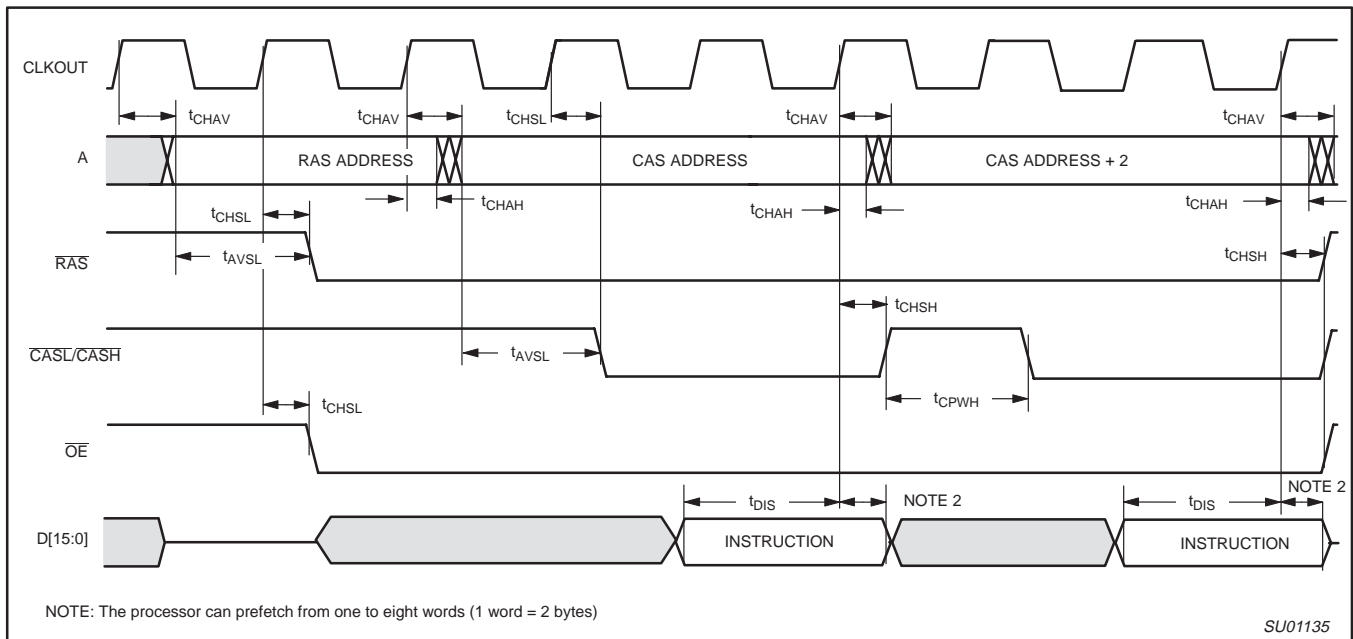 CLKOUT
tCHAV tCHAV tCHSL tCHAV tCHAV
A RAS ADDRESS CAS ADDRESS CAS ADDRESS + 2
tCHAH tCHAH tCHAH
tCHSL
RAS tAVSL tCHSH
tCHSH
CASL/CASH tAVSL
tCPWH
tCHSL
OE
tDIS NOTE 2 tDIS NOTE 2
D[15:0] INSTRUCTION INSTRUCTION
NOTE: The processor can prefetch from one to eight words (1 word = 2 bytes)
SU01135